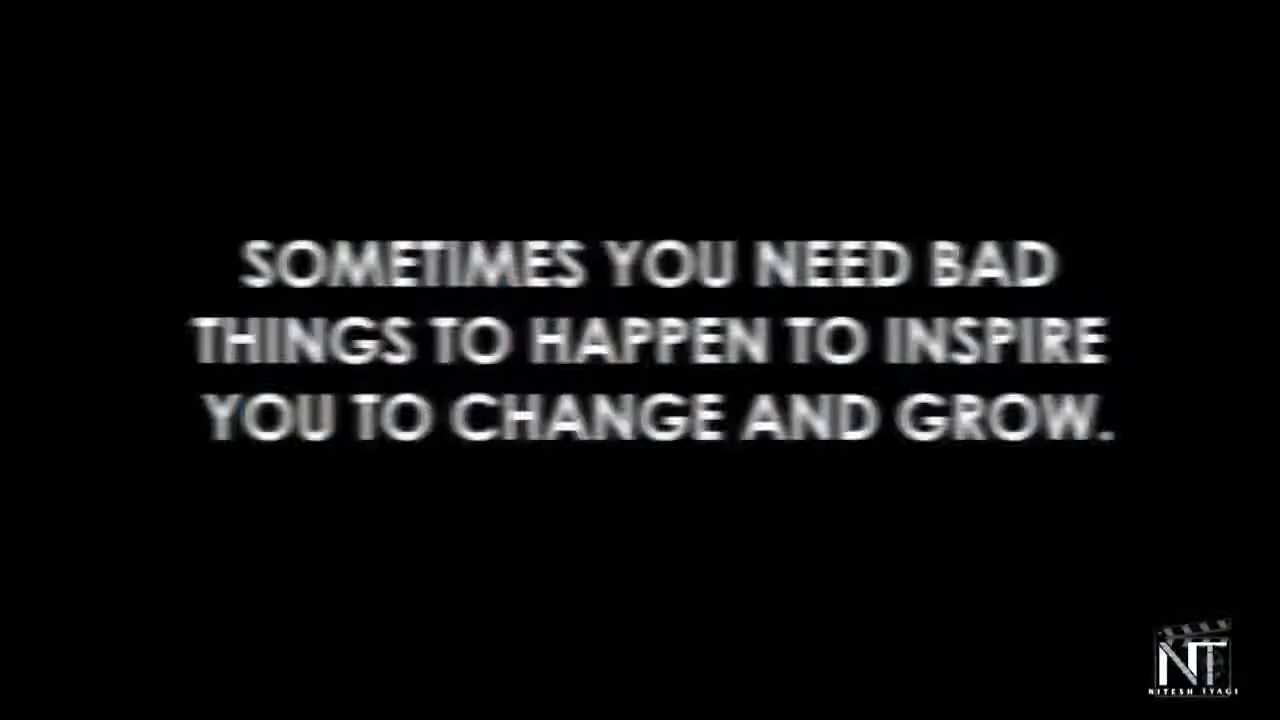 SOMETIMES YOU NEED BAD
THINGS TO HAPPEN TO INSPIRE
YOU TO CHANGE AND GROW.
NT
NITESH TYAGI